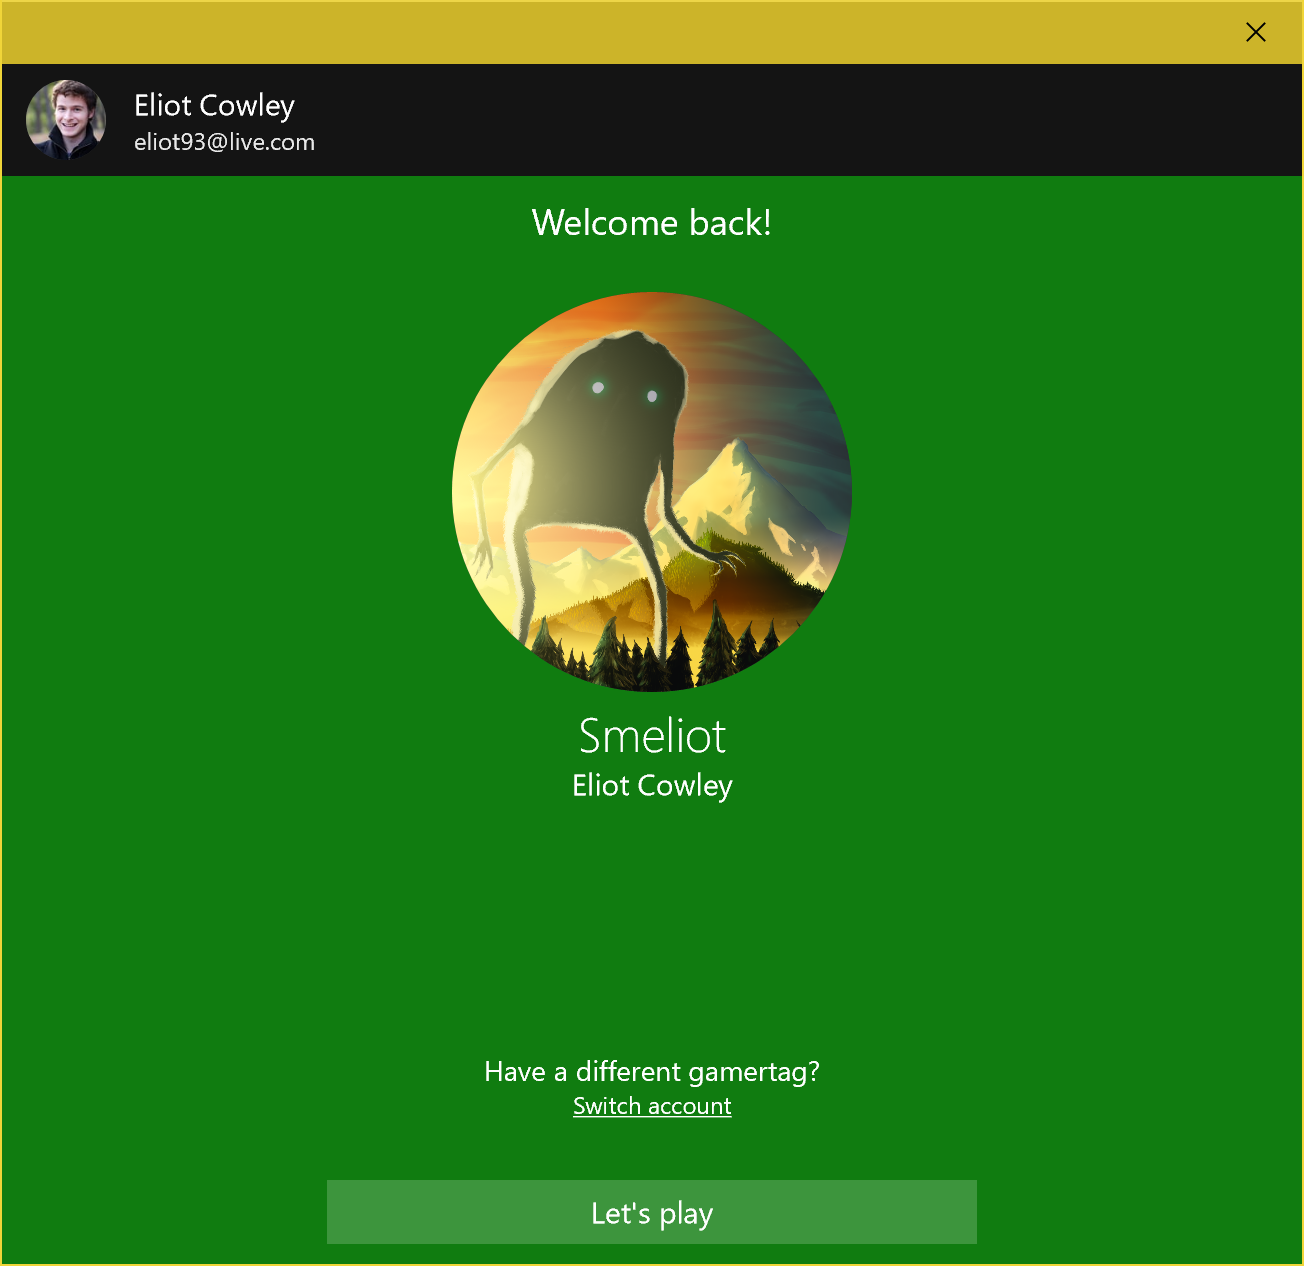 Eliot Cowley
eliot93@live.com
Welcome back!
Smeliot
Eliot Cowley
Have a different gamertag?
Switch account
Let's play